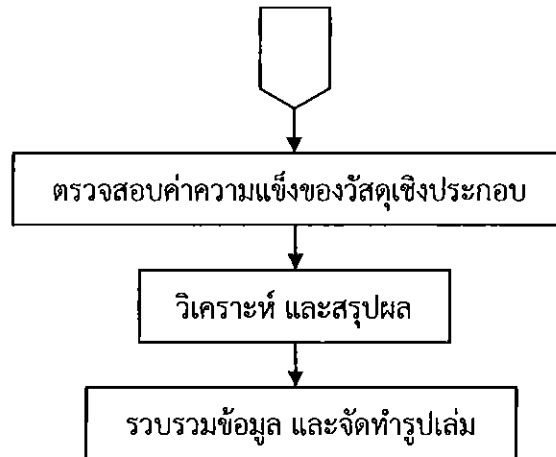 ตรวจสอบค่าความแข็งของวัสดุเชิงประกอบ
วิเคราะห์ และสรุปผล
รวบรวมข้อมูล และจัดทำรูปเล่ม